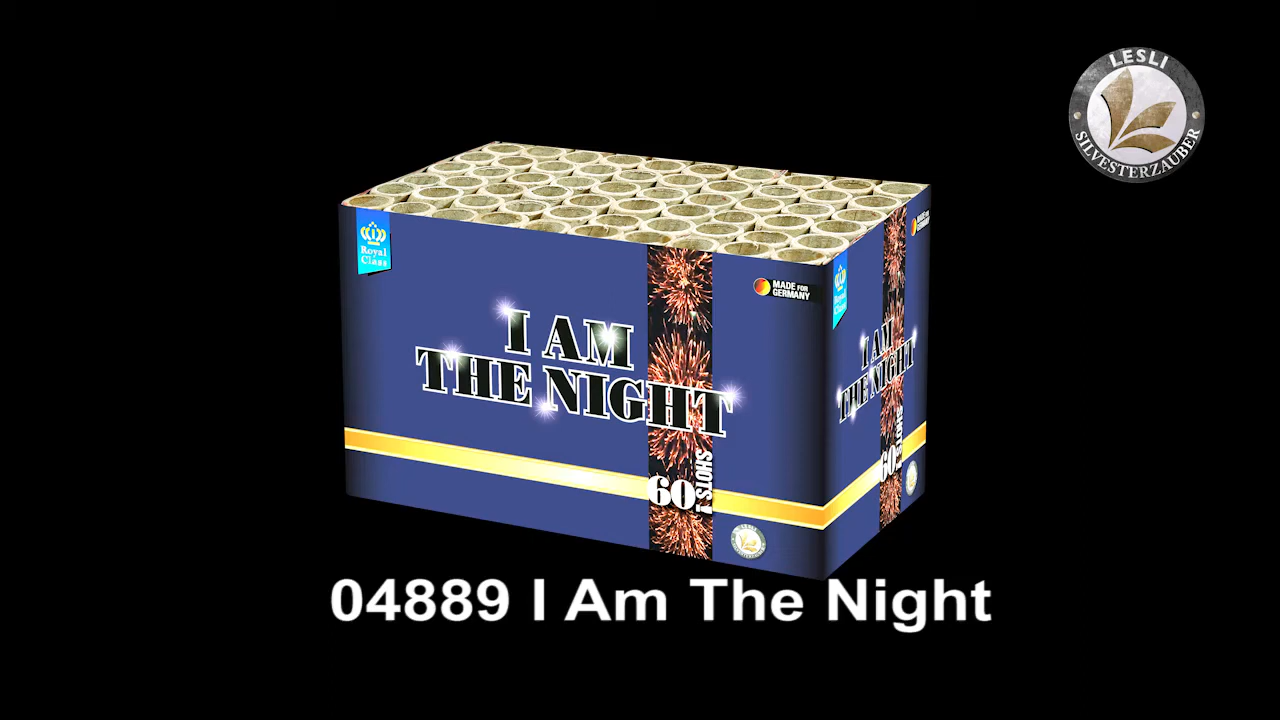 LESLI
SILVESTERZAUBER
Royal
Class
MADE FOR
GERMANY
I AM
THE NIGHT
60 SHOTS!
I AM
THE NIGHT
60 SHOTS!
04889 I Am The Night